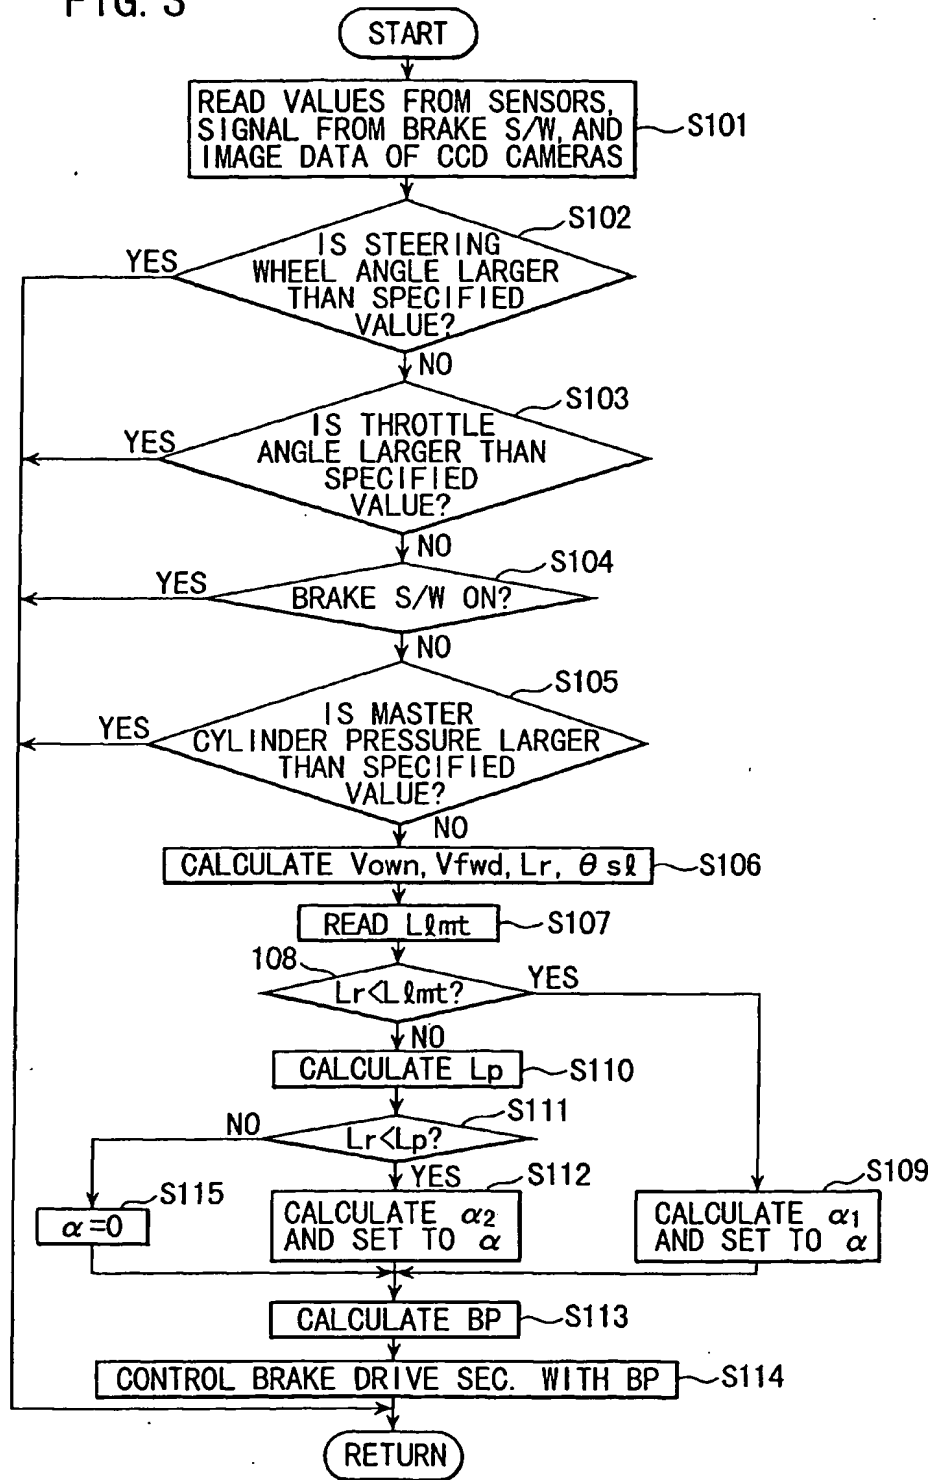 FIG. 3
START
READ VALUES FROM SENSORS,
SIGNAL FROM BRAKE S/W, AND
IMAGE DATA OF CCD CAMERAS
S101
S102
IS STEERING
WHEEL ANGLE LARGER
THAN SPECIFIED
VALUE?
YES
NO
S103
IS THROTTLE
ANGLE LARGER THAN
SPECIFIED
VALUE?
YES
NO
S104
BRAKE S/W ON?
YES
NO
S105
IS MASTER
CYLINDER PRESSURE LARGER
THAN SPECIFIED
VALUE?
YES
NO
CALCULATE Vown, Vfwd, Lr, θsℓ
S106
READ Lℓmt
S107
108
Lr<Lℓmt?
YES
NO
CALCULATE Lp
S110
S111
Lr<Lp?
NO
YES
S115
α=0
S112
CALCULATE α2
AND SET TO α
S109
CALCULATE α1
AND SET TO α
CALCULATE BP
S113
CONTROL BRAKE DRIVE SEC. WITH BP
S114
RETURN